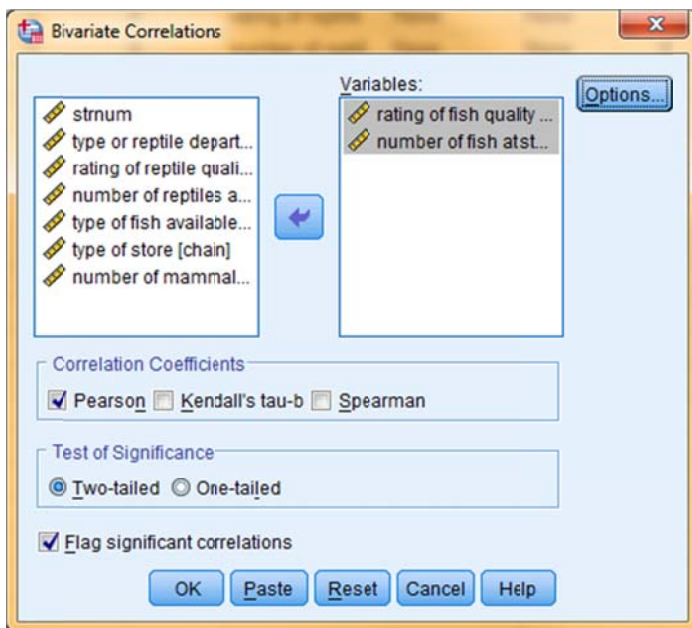 Bivariate Correlations
Variables:
Options...
strnum
type or reptile depart...
rating of reptile quali...
number of reptiles a...
type of fish available...
type of store [chain]
number of mammal...
rating of fish quality ...
number of fish atst...
Correlation Coefficients
Pearson Kendall's tau-b Spearman
Test of Significance
Two-tailed One-tailed
Flag significant correlations
OK Paste Reset Cancel Help